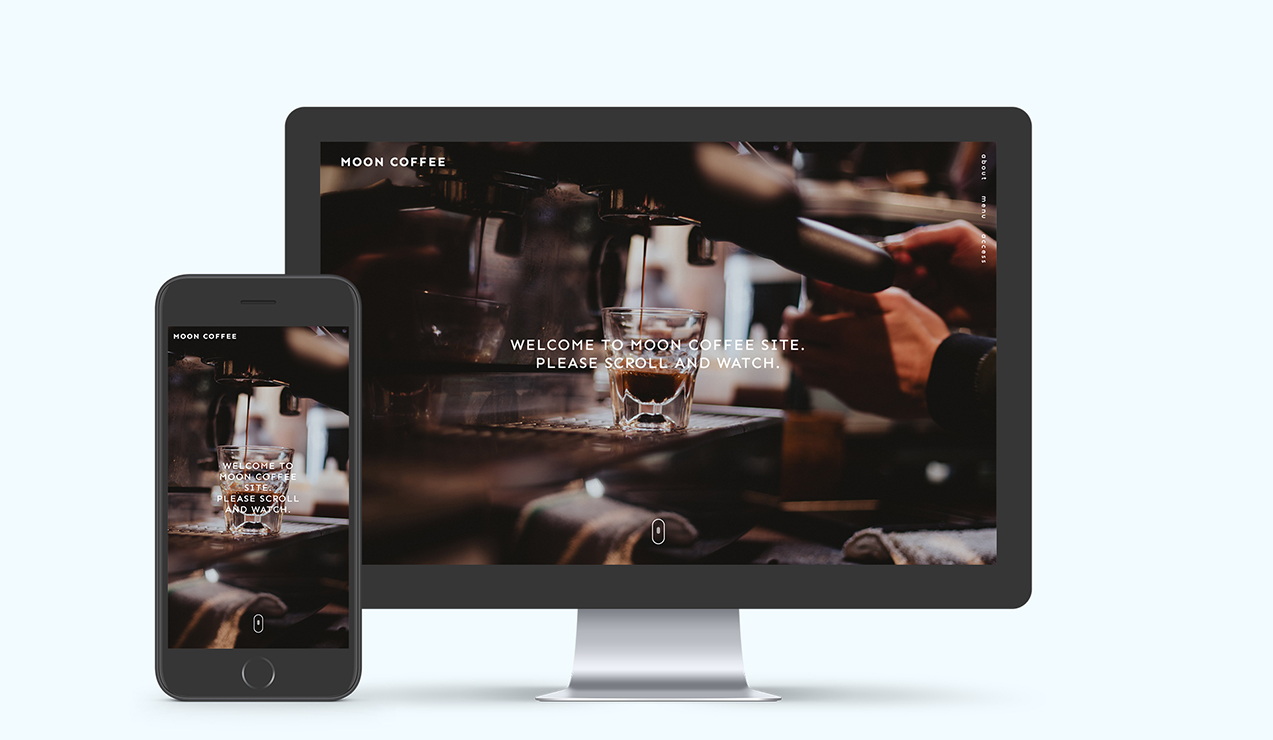 MOON COFFEE
about menu access
WELCOME TO MOON COFFEE SITE.
PLEASE SCROLL AND WATCH.
MOON COFFEE
WELCOME TO
MOON COFFEE
SITE.
PLEASE SCROLL
AND WATCH.